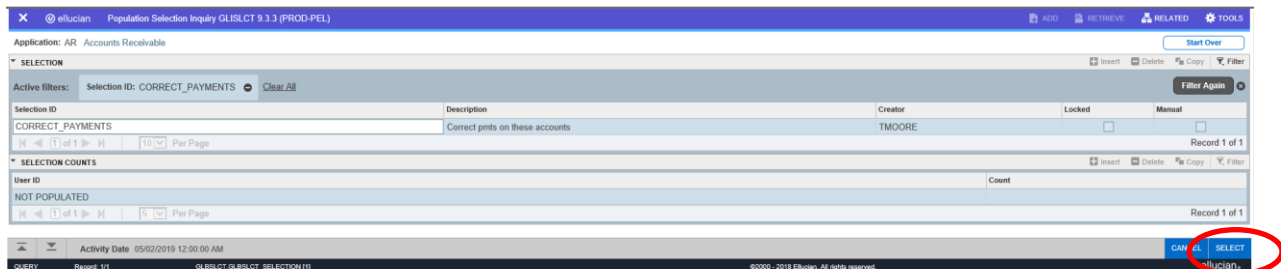 ✕ ellucian Population Selection Inquiry GLISLCT 9.3.3 (PROD-PEL) ADD RETRIEVE RELATED TOOLS
Application: AR Accounts Receivable Start Over
SELECTION Insert Delete Copy Filter
Active filters: Selection ID: CORRECT_PAYMENTS Clear All Filter Again
Selection ID Description Creator Locked Manual
CORRECT_PAYMENTS Correct pmts on these accounts TMOORE
1 of 1 10 Per Page Record 1 of 1
SELECTION COUNTS Insert Delete Copy Filter
User ID Count
NOT POPULATED
1 of 1 5 Per Page Record 1 of 1
Activity Date 05/02/2019 12:00:00 AM CANCEL SELECT
QUERY Record: 1/1 GLBSLCT.GLBSLCT_SELECTION [1] ©2000 - 2018 Ellucian. All rights reserved. ellucian